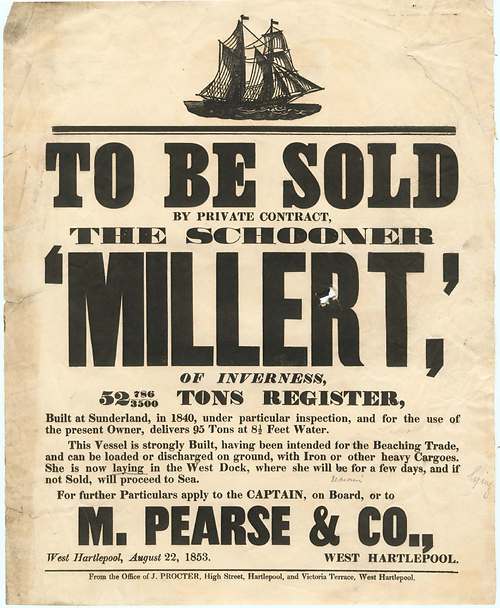 TO BE SOLD
BY PRIVATE CONTRACT,
THE SCHOONER
'MILLERT,'
OF INVERNESS,
52 786/3500 TONS REGISTER,
Built at Sunderland, in 1840, under particular inspection, and for the use of
the present Owner, delivers 95 Tons at 8½ Feet Water.
This Vessel is strongly Built, having been intended for the Beaching Trade,
and can be loaded or discharged on ground, with Iron or other heavy Cargoes.
She is now laying in the West Dock, where she will be for a few days, and if
not Sold, will proceed to Sea.
remain
lying
For further Particulars apply to the CAPTAIN, on Board, or to
M. PEARSE & CO.,
West Hartlepool, August 22, 1853. WEST HARTLEPOOL.
From the Office of J. PROCTER, High Street, Hartlepool, and Victoria Terrace, West Hartlepool.